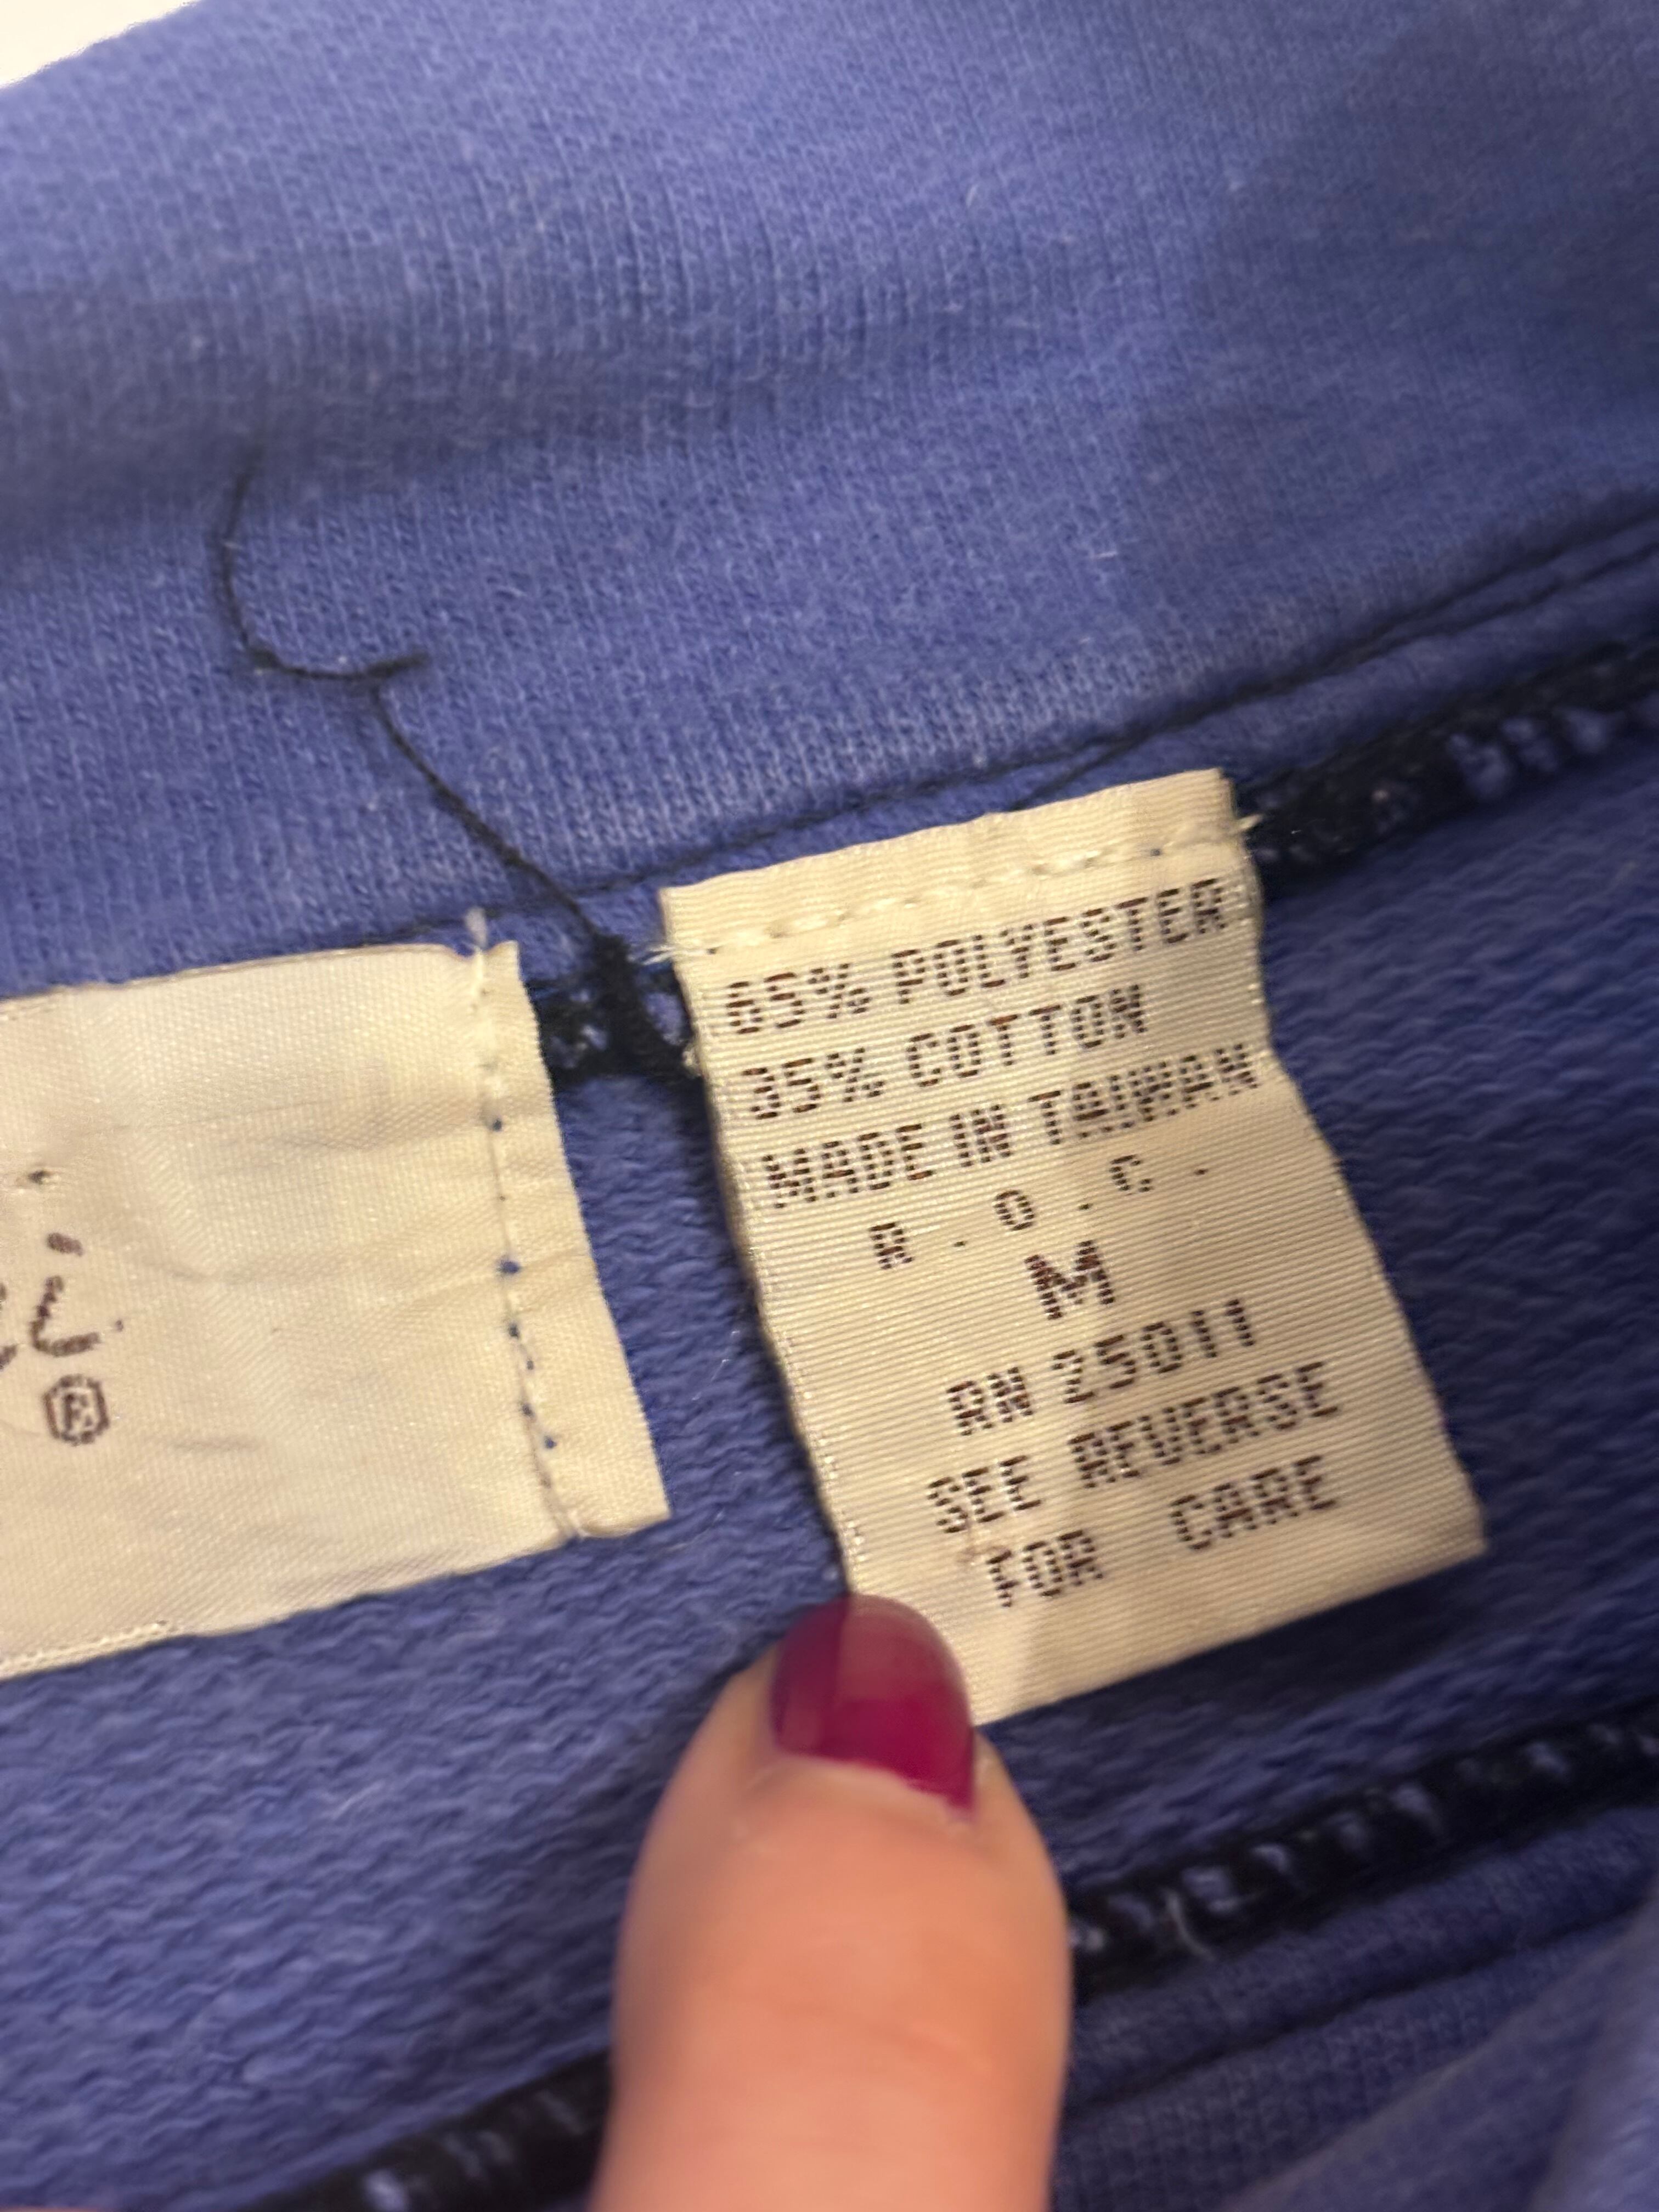 65% POLYESTER
35% COTTON
MADE IN TAIWAN
R . O . C .
M
RN 25011
SEE REVERSE
FOR CARE
®